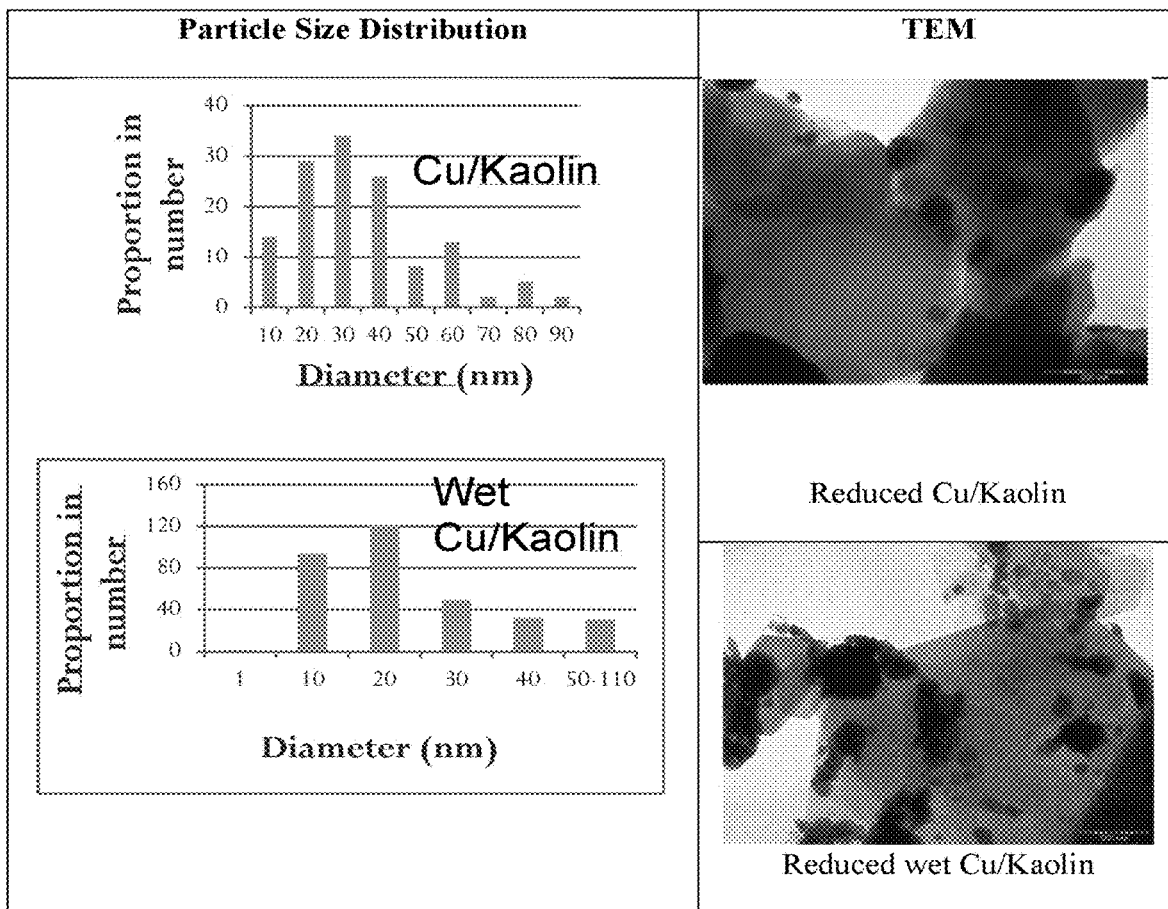 Particle Size Distribution
TEM
40
30
20
10
0
Proportion in
number
Cu/Kaolin
10 20 30 40 50 60 70 80 90
Diameter (nm)
Reduced Cu/Kaolin
160
120
80
40
0
Proportion in
number
Wet
Cu/Kaolin
1 10 20 30 40 50-110
Diameter (nm)
Reduced wet Cu/Kaolin